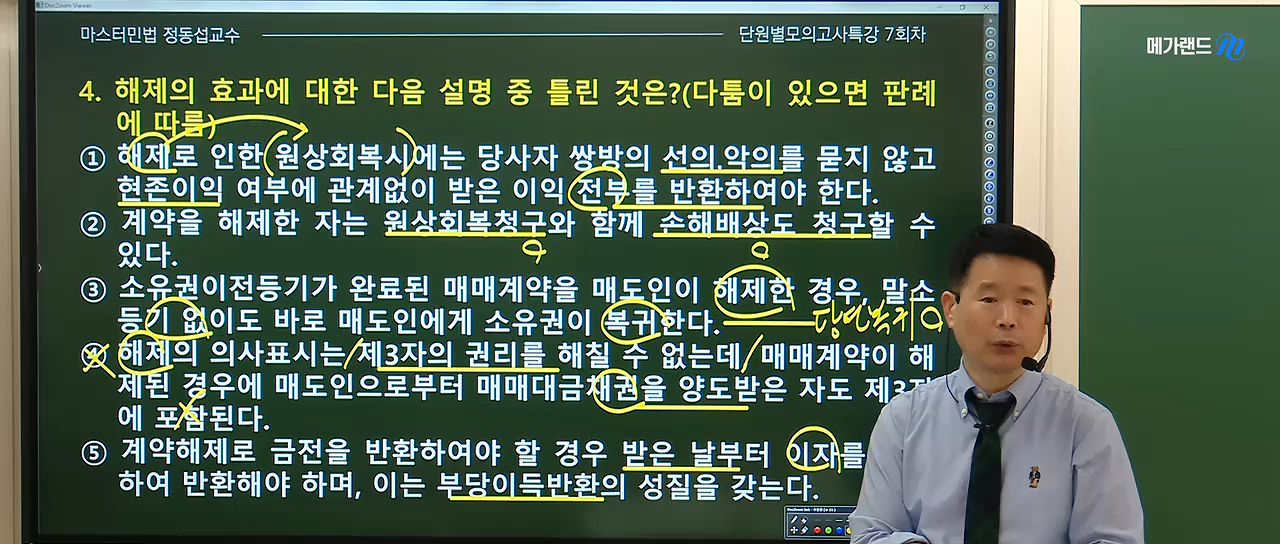 DocZoom_Viewer
마스터민법 정동섭교수
단원별모의고사특강 7회차
메가랜드
4. 해제의 효과에 대한 다음 설명 중 틀린 것은?(다툼이 있으면 판례
에 따름)
① 해제로 인한 원상회복시에는 당사자 쌍방의 선의.악의를 묻지 않고
현존이익 여부에 관계없이 받은 이익 전부를 반환하여야 한다.
② 계약을 해제한 자는 원상회복청구와 함께 손해배상도 청구할 수
있다.
③ 소유권이전등기가 완료된 매매계약을 매도인이 해제한 경우, 말소
등기 없이도 바로 매도인에게 소유권이 복귀한다.
당연복귀
④ 해제의 의사표시는 제3자의 권리를 해칠 수 없는데 매매계약이 해
제된 경우에 매도인으로부터 매매대금채권을 양도받은 자도 제3자
에 포함된다.
⑤ 계약해제로 금전을 반환하여야 할 경우 받은 날부터 이자를
하여 반환해야 하며, 이는 부당이득반환의 성질을 갖는다.